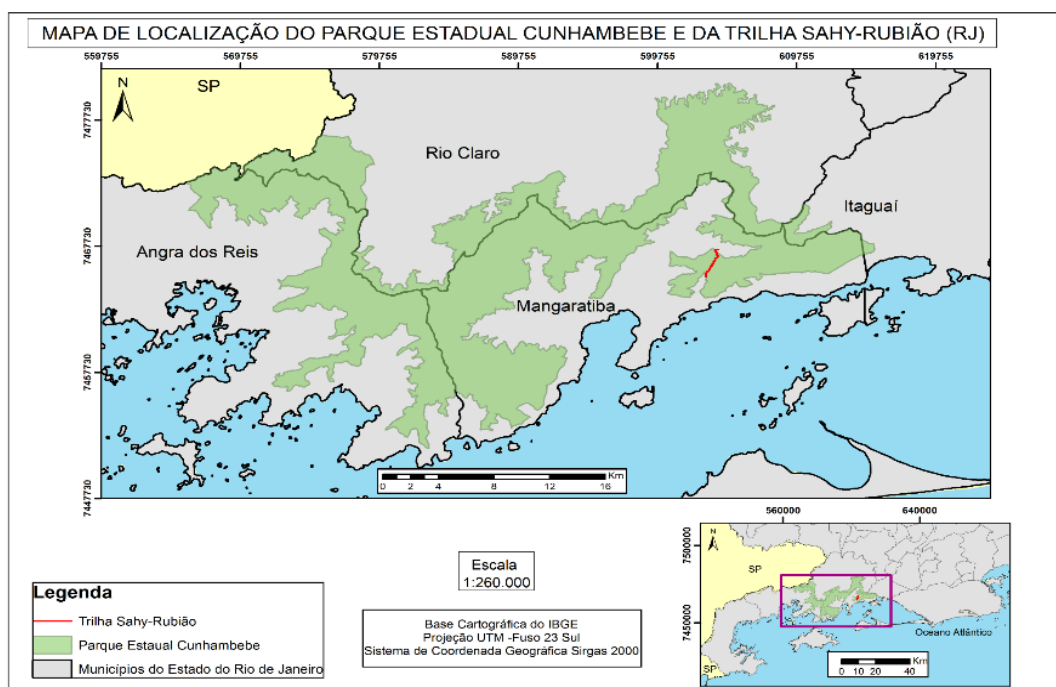 MAPA DE LOCALIZAÇÃO DO PARQUE ESTADUAL CUNHAMBEBE E DA TRILHA SAHY-RUBIÃO (RJ)
559755 569755 579755 589755 599755 609755 619755
N
SP
7477730
Rio Claro
Itaguaí
Angra dos Reis
7467730
Mangaratiba
7457730
7447730
0 2 4 8 12 16 Km
560000 640000
7500000
N
SP
7450000
Oceano Atlântico
SP
0 10 20 40 Km
Escala
1:260.000
Legenda
Trilha Sahy-Rubião
Parque Estaual Cunhambebe
Municípios do Estado do Rio de Janeiro
Base Cartográfica do IBGE
Projeção UTM -Fuso 23 Sul
Sistema de Coordenada Geográfica Sirgas 2000